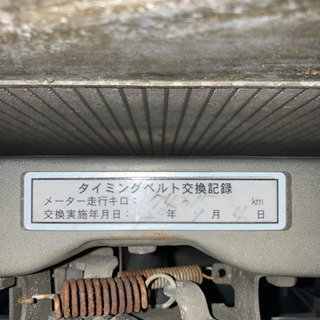 タイミングベルト交換記録
メーター走行キロ: km
交換実施年月日: 年 月 4 日